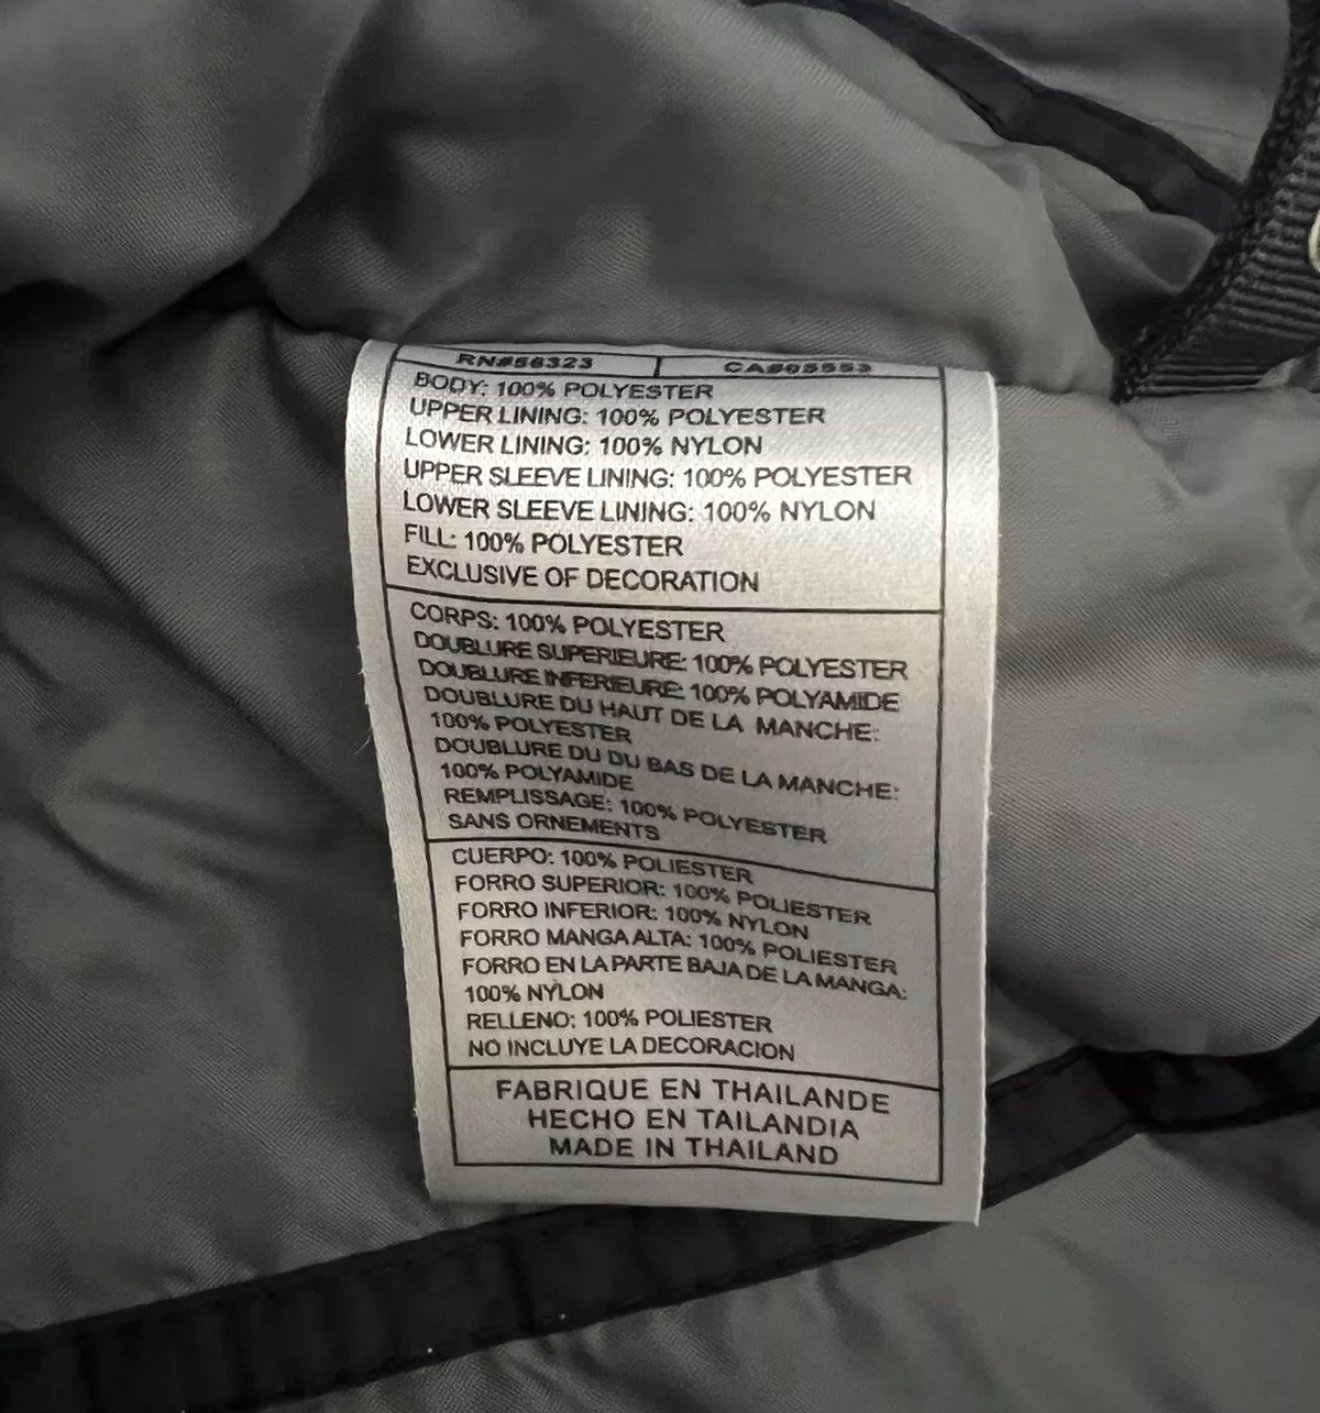 RN#56323 CA#05553
BODY: 100% POLYESTER
UPPER LINING: 100% POLYESTER
LOWER LINING: 100% NYLON
UPPER SLEEVE LINING: 100% POLYESTER
LOWER SLEEVE LINING: 100% NYLON
FILL: 100% POLYESTER
EXCLUSIVE OF DECORATION
CORPS: 100% POLYESTER
DOUBLURE SUPERIEURE: 100% POLYESTER
DOUBLURE INFERIEURE: 100% POLYAMIDE
DOUBLURE DU HAUT DE LA MANCHE:
100% POLYESTER
DOUBLURE DU DU BAS DE LA MANCHE:
100% POLYAMIDE
REMPLISSAGE: 100% POLYESTER
SANS ORNEMENTS
CUERPO: 100% POLIESTER
FORRO SUPERIOR: 100% POLIESTER
FORRO INFERIOR: 100% NYLON
FORRO MANGA ALTA: 100% POLIESTER
FORRO EN LA PARTE BAJA DE LA MANGA:
100% NYLON
RELLENO: 100% POLIESTER
NO INCLUYE LA DECORACION
FABRIQUE EN THAILANDE
HECHO EN TAILANDIA
MADE IN THAILAND